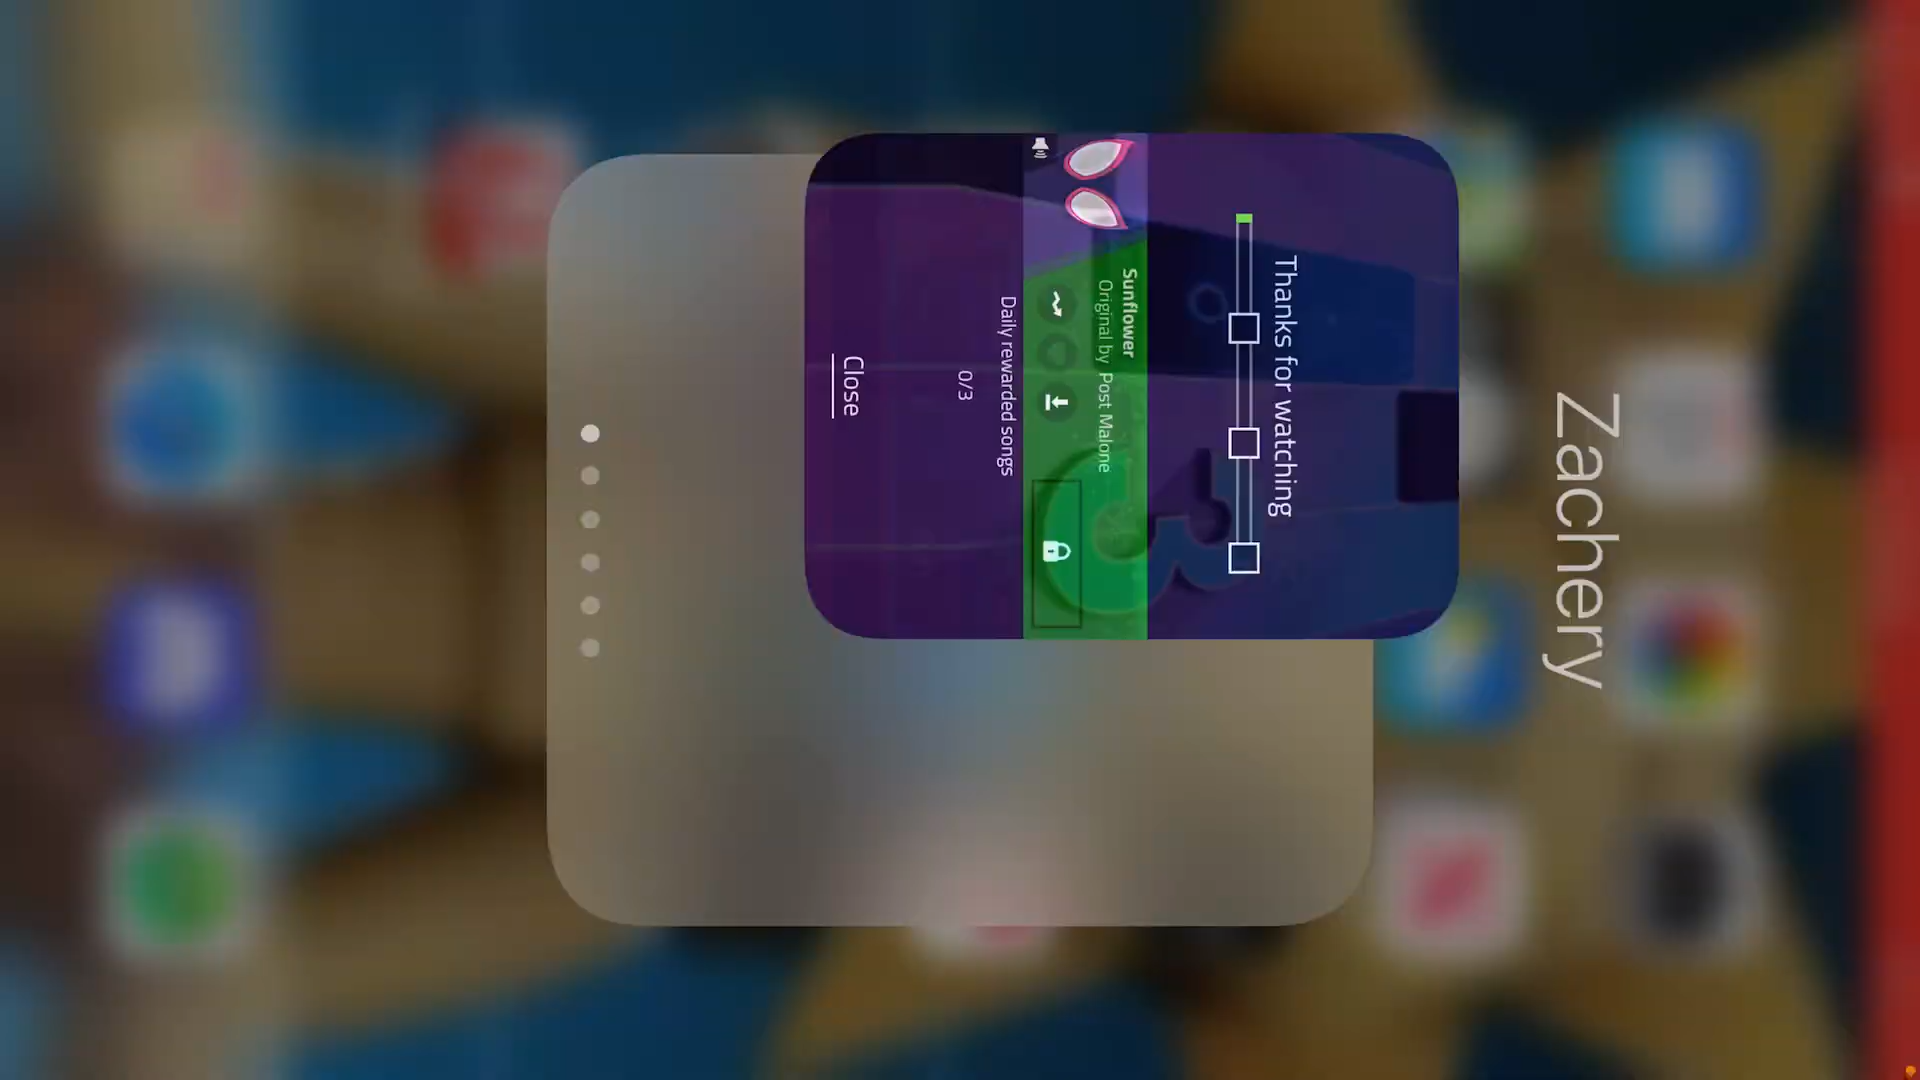 Zachery
Thanks for watching
Sunflower
Original by Post Malone
Daily rewarded songs
0/3
Close